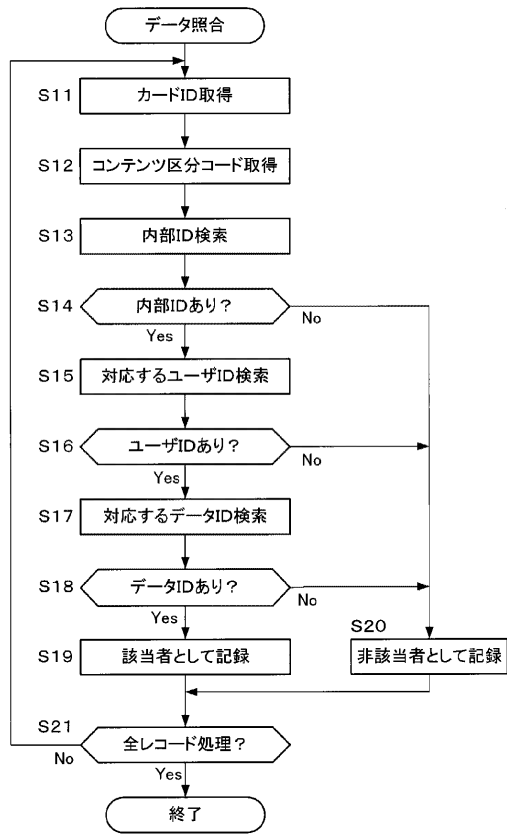 データ照合
S11
カードID取得
S12
コンテンツ区分コード取得
S13
内部ID検索
S14
内部IDあり?
No
Yes
S15
対応するユーザID検索
S16
ユーザIDあり?
No
Yes
S17
対応するデータID検索
S18
データIDあり?
No
Yes
S19
該当者として記録
S20
非該当者として記録
S21
全レコード処理?
No
Yes
終了